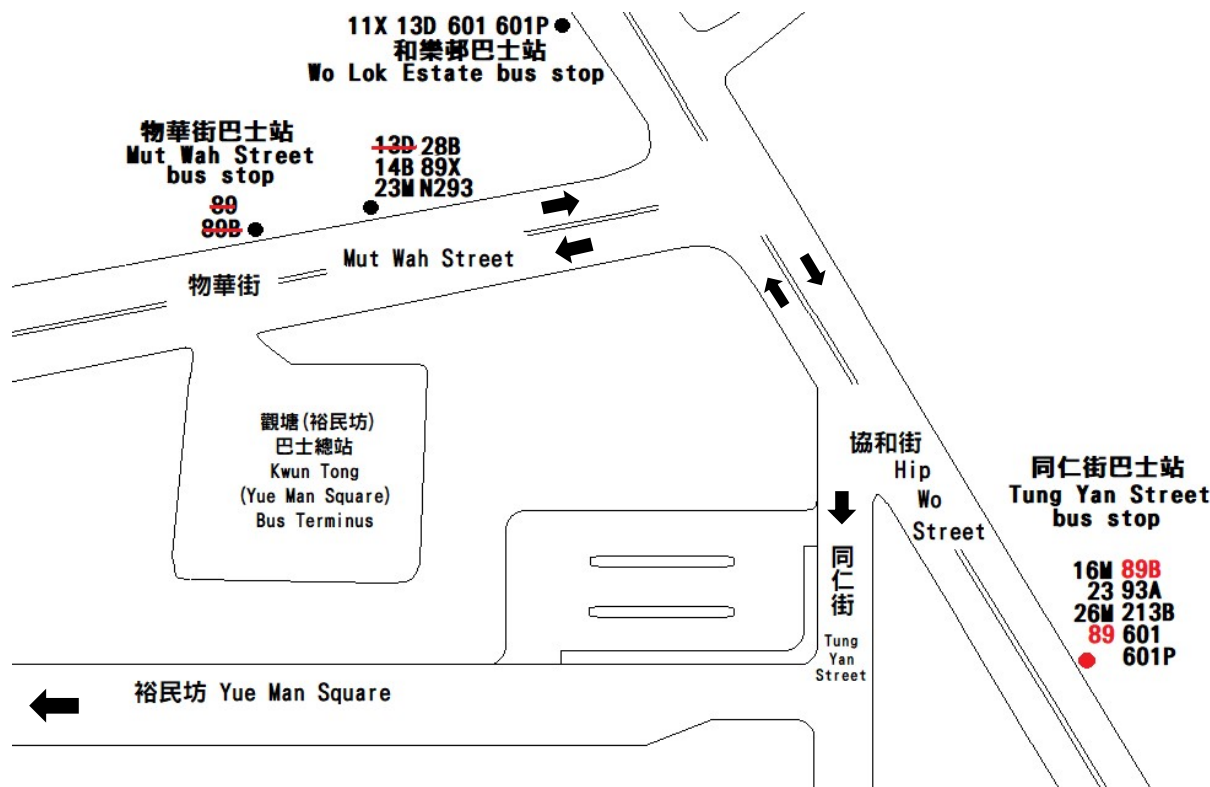 11X 13D 601 601P
和樂邨巴士站
Wo Lok Estate bus stop
物華街巴士站
Mut Wah Street
bus stop
89
89B
13D 28B
14B 89X
23M N293
Mut Wah Street
物華街
觀塘(裕民坊)
巴士總站
Kwun Tong
(Yue Man Square)
Bus Terminus
協和街
Hip
Wo
Street
同仁街巴士站
Tung Yan Street
bus stop
16M 89B
23 93A
26M 213B
89 601
601P
同仁街
Tung
Yan
Street
裕民坊 Yue Man Square